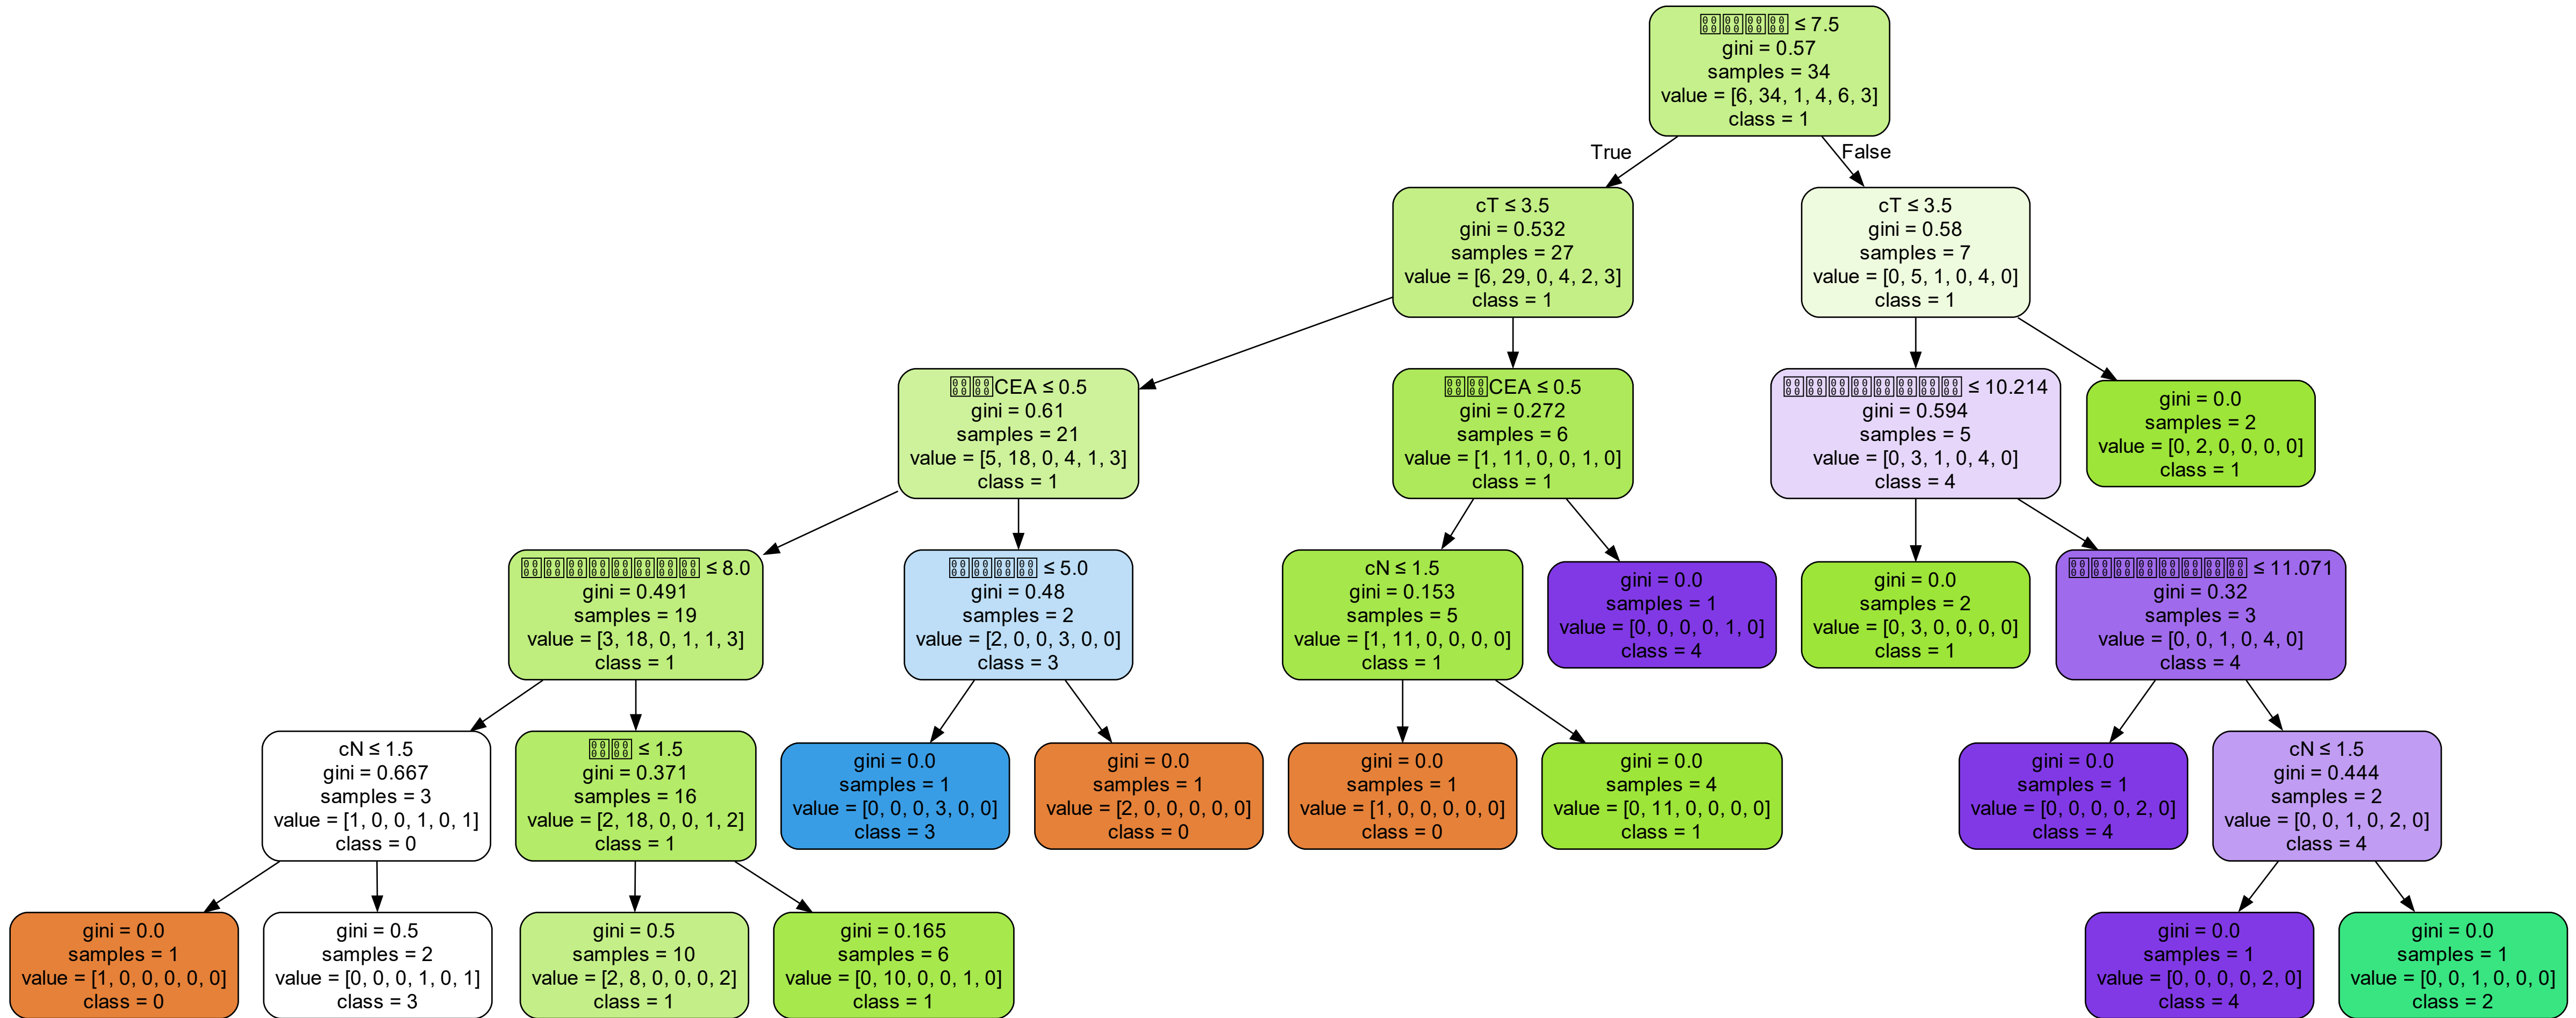 ≤ 7.5
gini = 0.57
samples = 34
value = [6, 34, 1, 4, 6, 3]
class = 1
True
False
cT ≤ 3.5
gini = 0.532
samples = 27
value = [6, 29, 0, 4, 2, 3]
class = 1
cT ≤ 3.5
gini = 0.58
samples = 7
value = [0, 5, 1, 0, 4, 0]
class = 1
CEA ≤ 0.5
gini = 0.61
samples = 21
value = [5, 18, 0, 4, 1, 3]
class = 1
CEA ≤ 0.5
gini = 0.272
samples = 6
value = [1, 11, 0, 0, 1, 0]
class = 1
≤ 10.214
gini = 0.594
samples = 5
value = [0, 3, 1, 0, 4, 0]
class = 4
gini = 0.0
samples = 2
value = [0, 2, 0, 0, 0, 0]
class = 1
≤ 8.0
gini = 0.491
samples = 19
value = [3, 18, 0, 1, 1, 3]
class = 1
≤ 5.0
gini = 0.48
samples = 2
value = [2, 0, 0, 3, 0, 0]
class = 3
cN ≤ 1.5
gini = 0.153
samples = 5
value = [1, 11, 0, 0, 0, 0]
class = 1
gini = 0.0
samples = 1
value = [0, 0, 0, 0, 1, 0]
class = 4
gini = 0.0
samples = 2
value = [0, 3, 0, 0, 0, 0]
class = 1
≤ 11.071
gini = 0.32
samples = 3
value = [0, 0, 1, 0, 4, 0]
class = 4
cN ≤ 1.5
gini = 0.667
samples = 3
value = [1, 0, 0, 1, 0, 1]
class = 0
≤ 1.5
gini = 0.371
samples = 16
value = [2, 18, 0, 0, 1, 2]
class = 1
gini = 0.0
samples = 1
value = [0, 0, 0, 3, 0, 0]
class = 3
gini = 0.0
samples = 1
value = [2, 0, 0, 0, 0, 0]
class = 0
gini = 0.0
samples = 1
value = [1, 0, 0, 0, 0, 0]
class = 0
gini = 0.0
samples = 4
value = [0, 11, 0, 0, 0, 0]
class = 1
gini = 0.0
samples = 1
value = [0, 0, 0, 0, 2, 0]
class = 4
cN ≤ 1.5
gini = 0.444
samples = 2
value = [0, 0, 1, 0, 2, 0]
class = 4
gini = 0.0
samples = 1
value = [1, 0, 0, 0, 0, 0]
class = 0
gini = 0.5
samples = 2
value = [0, 0, 0, 1, 0, 1]
class = 3
gini = 0.5
samples = 10
value = [2, 8, 0, 0, 0, 2]
class = 1
gini = 0.165
samples = 6
value = [0, 10, 0, 0, 1, 0]
class = 1
gini = 0.0
samples = 1
value = [0, 0, 0, 0, 2, 0]
class = 4
gini = 0.0
samples = 1
value = [0, 0, 1, 0, 0, 0]
class = 2